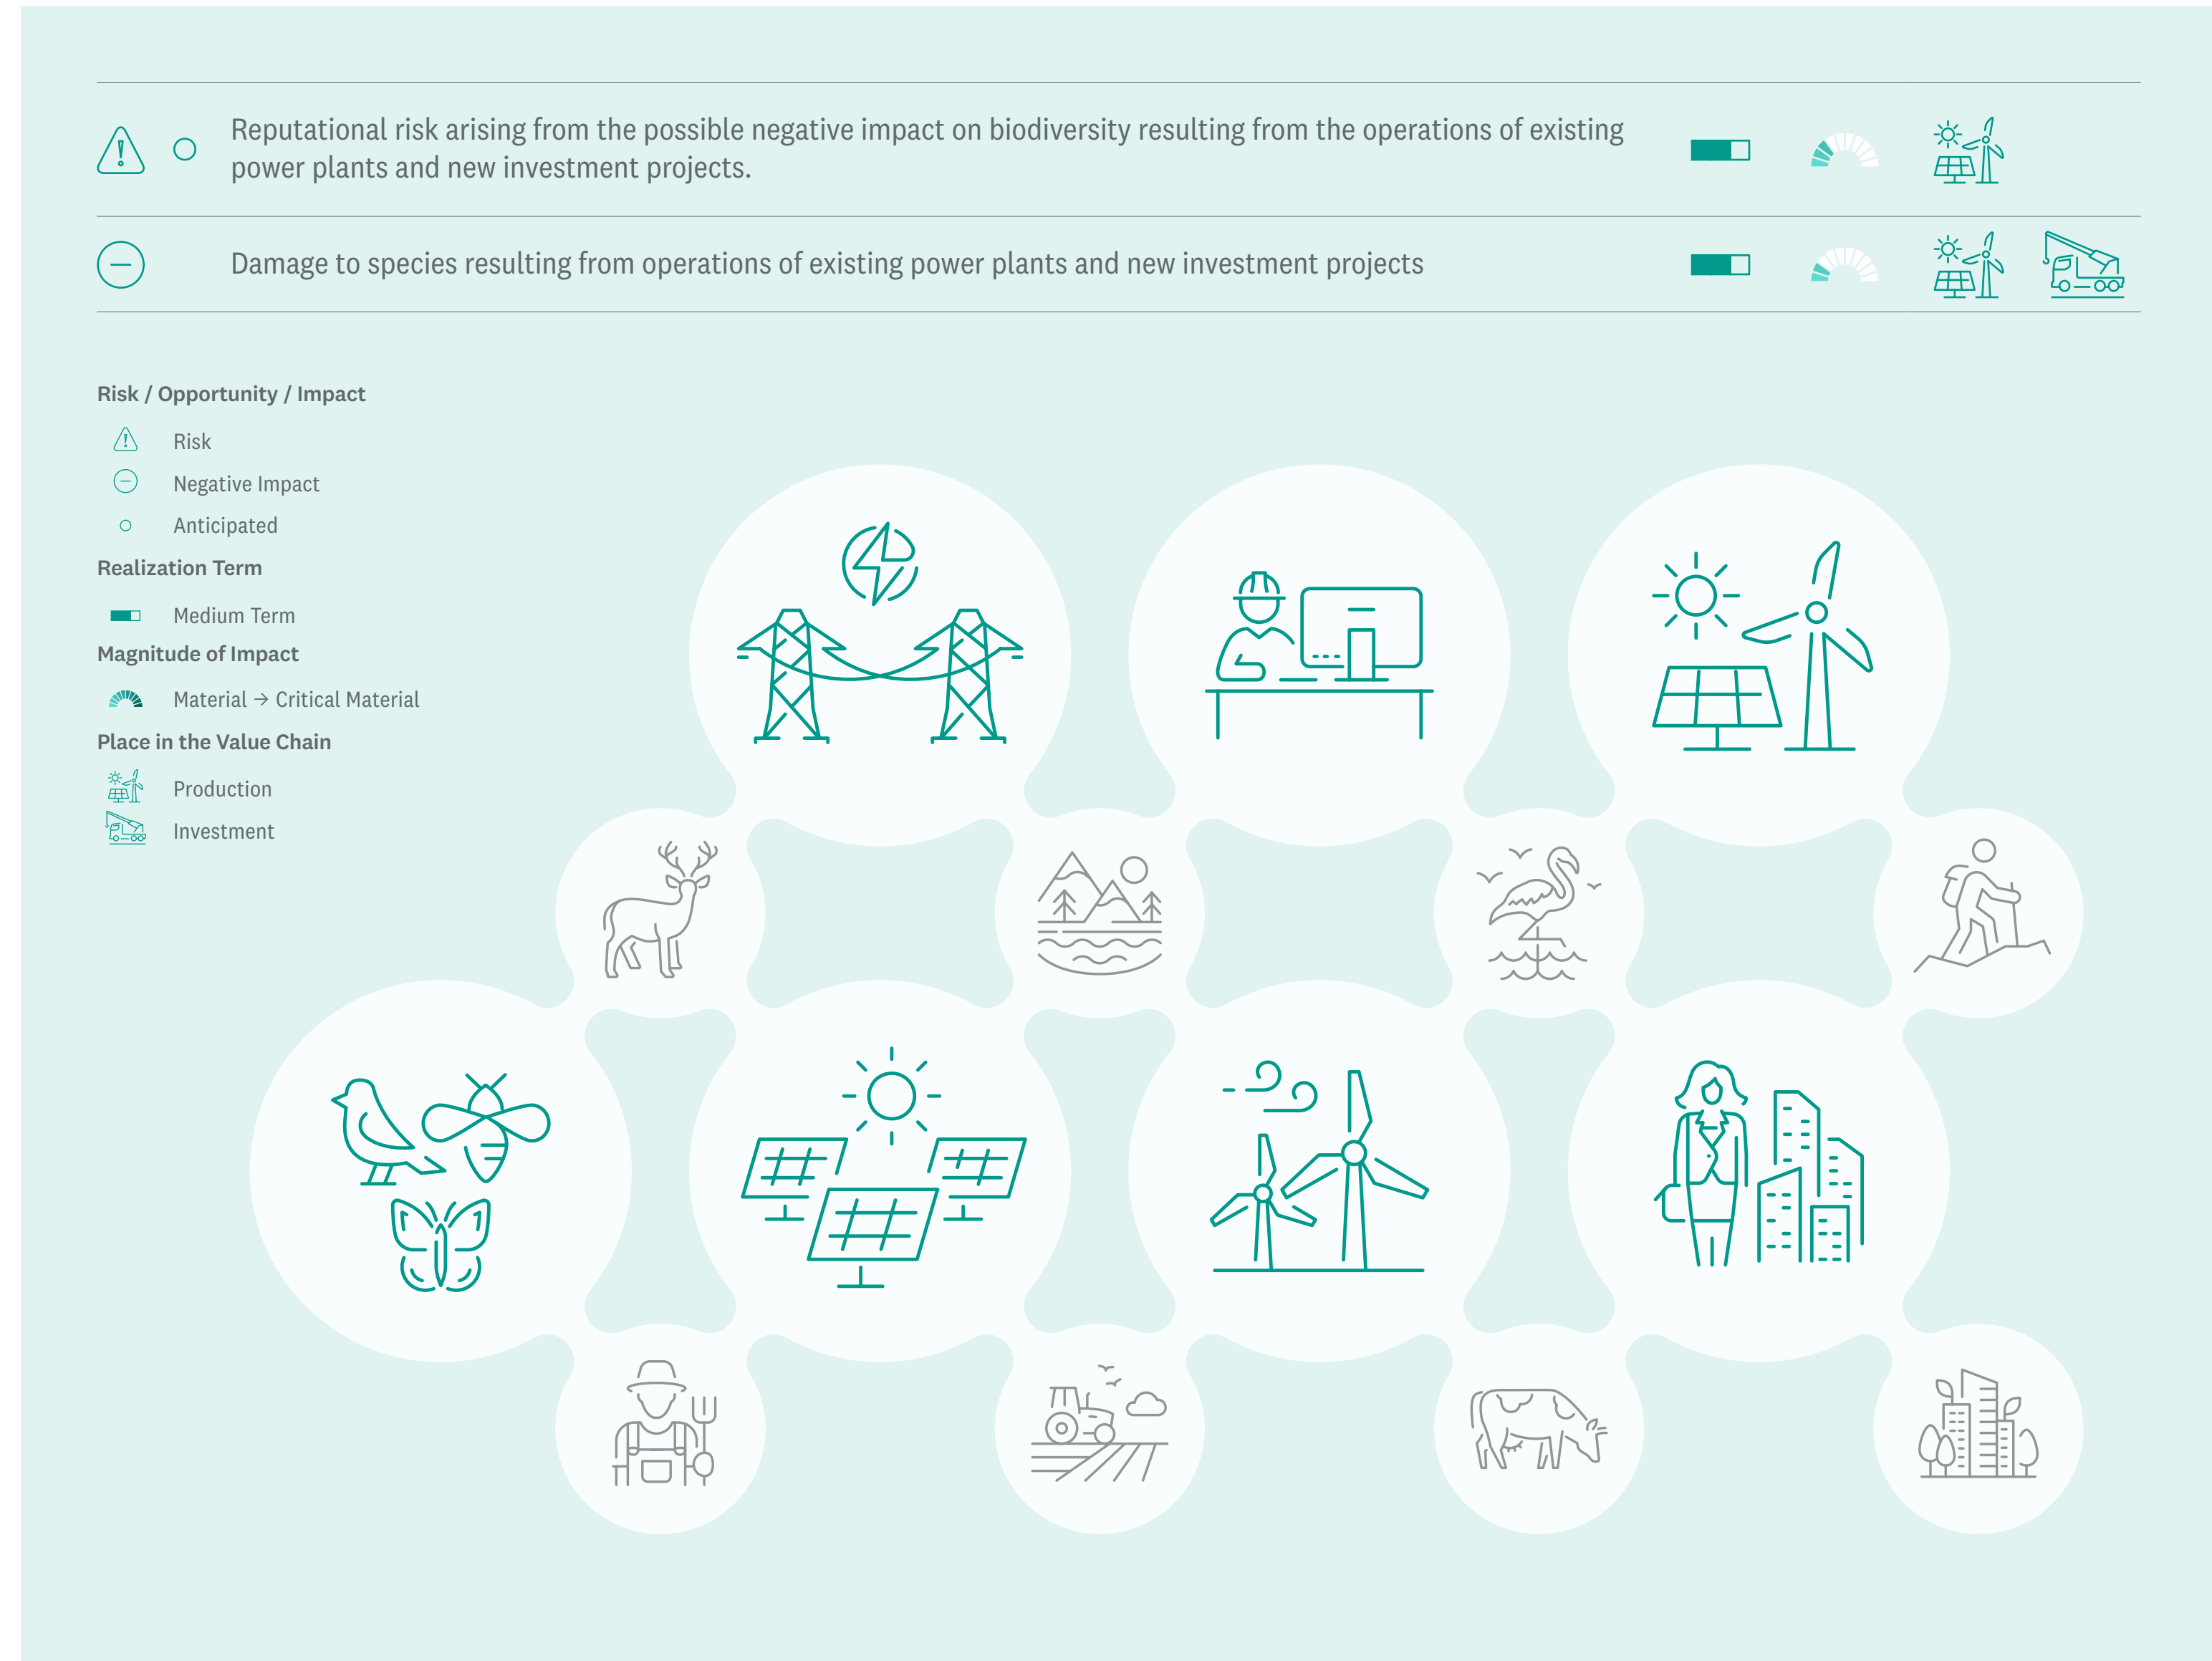 Reputational risk arising from the possible negative impact on biodiversity resulting from the operations of existing
power plants and new investment projects.
Damage to species resulting from operations of existing power plants and new investment projects
Risk / Opportunity / Impact
Risk
Negative Impact
Anticipated
Realization Term
Medium Term
Magnitude of Impact
Material → Critical Material
Place in the Value Chain
Production
Investment